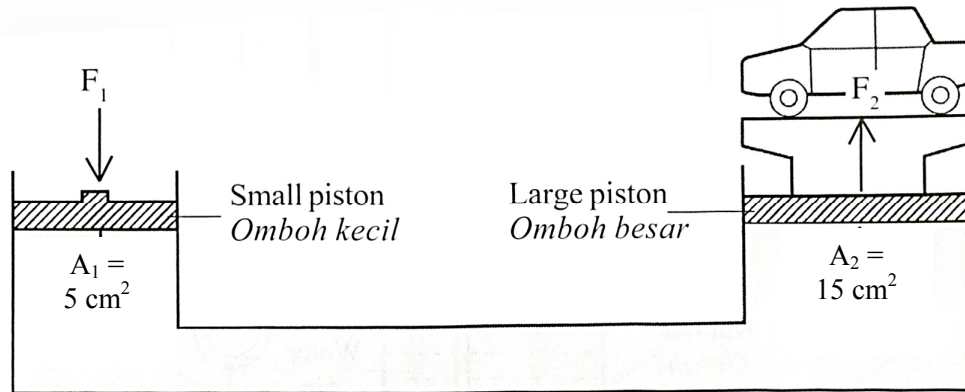 F₁
F₂
Small piston
Omboh kecil
Large piston
Omboh besar
A₁ =
5 cm²
A₂ =
15 cm²